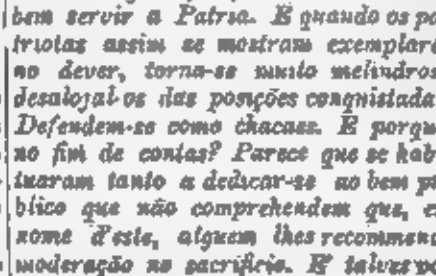 bem servir a Patria. E quando os pa
triotas assim se mostram exemplare
no dever, torna-se muito melindros
desalojal-os das posições conquistada
Defendem-se como chacaes. E porqu
no fim de contas? Parece que se hab
tuaram tanto a dedicar-se ao bem pu
blico que não comprehendem que, e
nome d'este, alguem lhes recommend
moderação no sacrificio. E' talvez